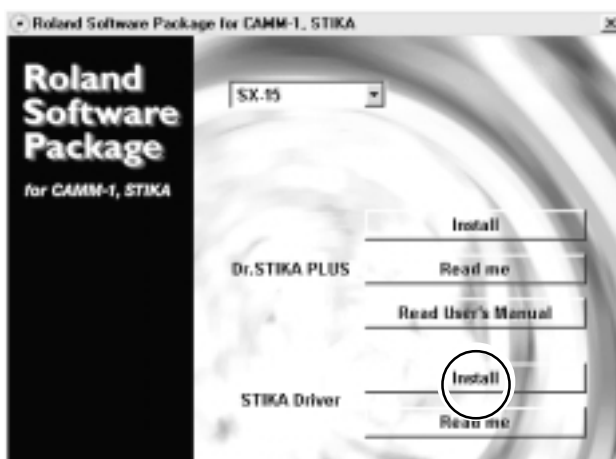 Roland Software Package for CAMM-1, STIKA
Roland
Software
Package
for CAMM-1, STIKA
SX-15
Install
Dr.STIKA PLUS
Read me
Read User's Manual
Install
STIKA Driver
Read me